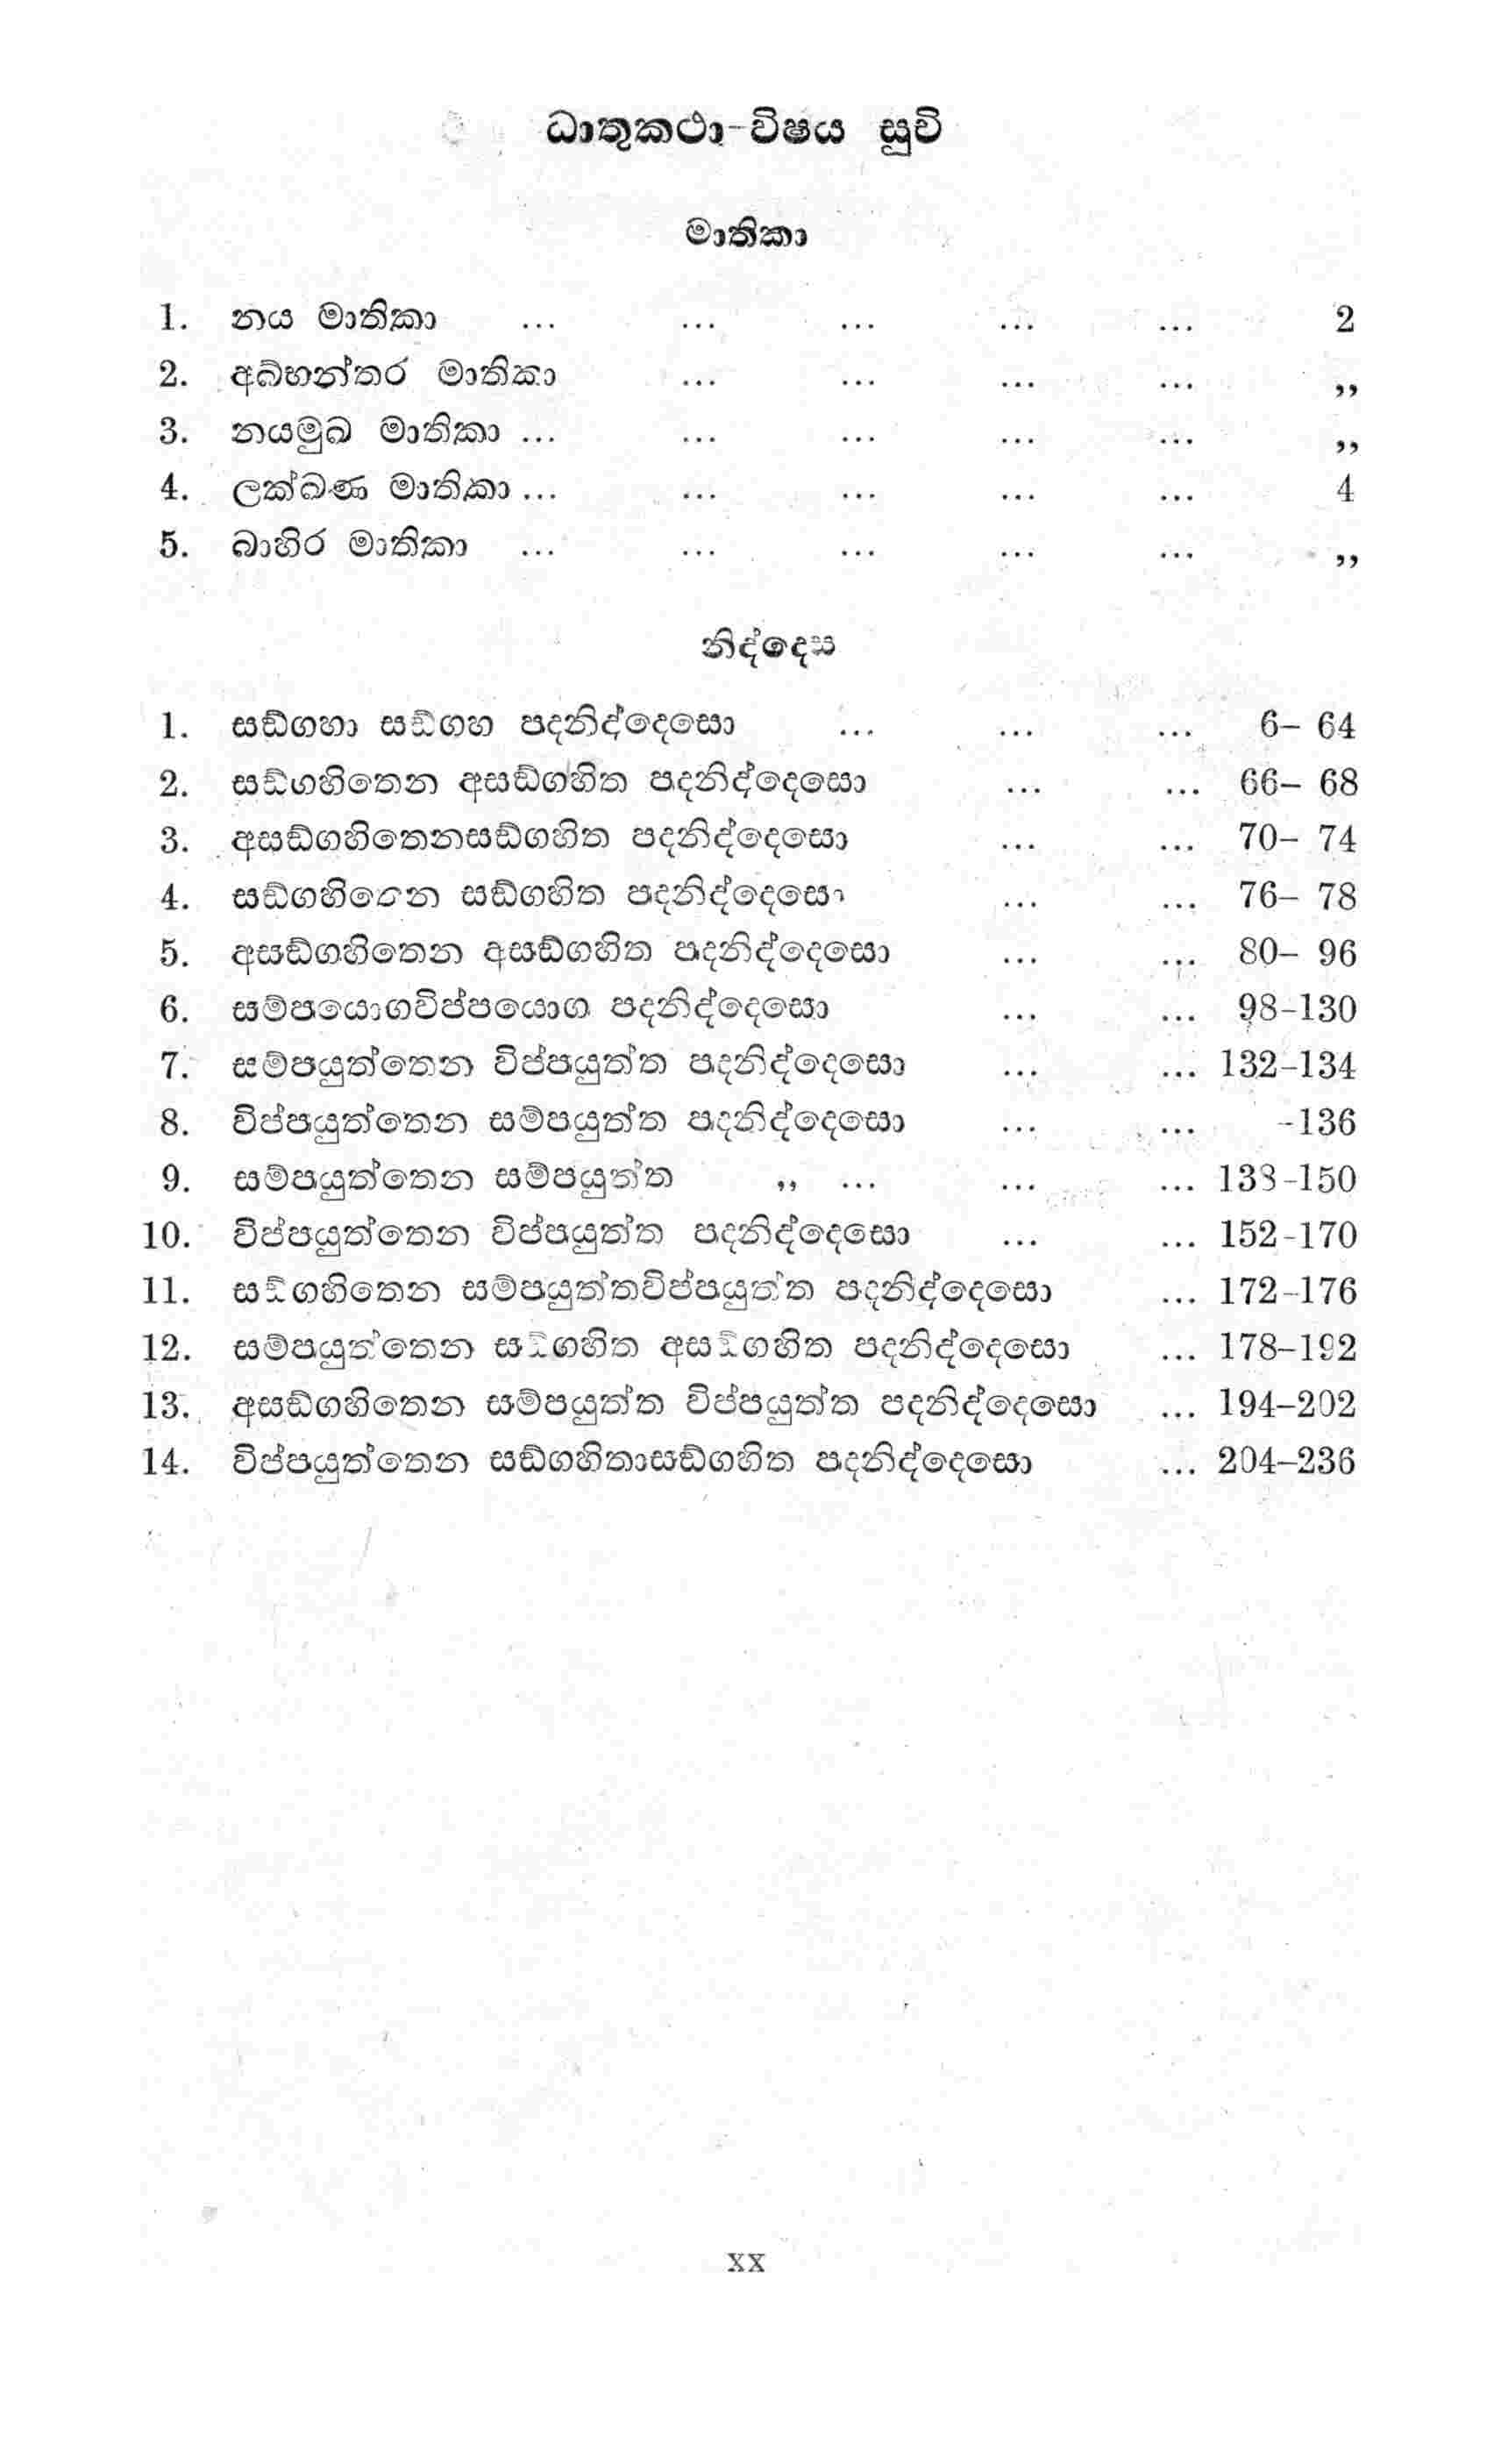 ධාතුකථා-විෂය සූචි
මාතිකා
1. නය මාතිකා ... ... ... ... ... 2
2. අබ්භන්තර මාතිකා ... ... ... ... ,,
3. නයමුඛ මාතිකා ... ... ... ... ... ,,
4. ලක්ඛණ මාතිකා ... ... ... ... ... 4
5. බාහිර මාතිකා ... ... ... ... ... ,,
නිද්දෙස
1. සඞ්ගහා සඞ්ගහ පදනිද්දෙසො ... ... ... 6– 64
2. සඞ්ගහිතෙන අසඞ්ගහිත පදනිද්දෙසො ... ... 66– 68
3. අසඞ්ගහිතෙනසඞ්ගහිත පදනිද්දෙසො ... ... 70– 74
4. සඞ්ගහිතෙන සඞ්ගහිත පදනිද්දෙසො ... ... 76– 78
5. අසඞ්ගහිතෙන අසඞ්ගහිත පදනිද්දෙසො ... ... 80– 96
6. සම්පයොගවිප්පයොග පදනිද්දෙසො ... ... 98-130
7. සම්පයුත්තෙන විප්පයුත්ත පදනිද්දෙසො ... ... 132-134
8. විප්පයුත්තෙන සම්පයුත්ත පදනිද්දෙසො ... ... -136
9. සම්පයුත්තෙන සම්පයුත්ත ,, ... ... ... 138-150
10. විප්පයුත්තෙන විප්පයුත්ත පදනිද්දෙසො ... ... 152-170
11. සඞ්ගහිතෙන සම්පයුත්තවිප්පයුත්ත පදනිද්දෙසො ... 172-176
12. සම්පයුත්තෙන සඞ්ගහිත අසඞ්ගහිත පදනිද්දෙසො ... 178–192
13. අසඞ්ගහිතෙන සම්පයුත්ත විප්පයුත්ත පදනිද්දෙසො ... 194–202
14. විප්පයුත්තෙන සඞ්ගහිතාසඞ්ගහිත පදනිද්දෙසො ... 204–236
xx